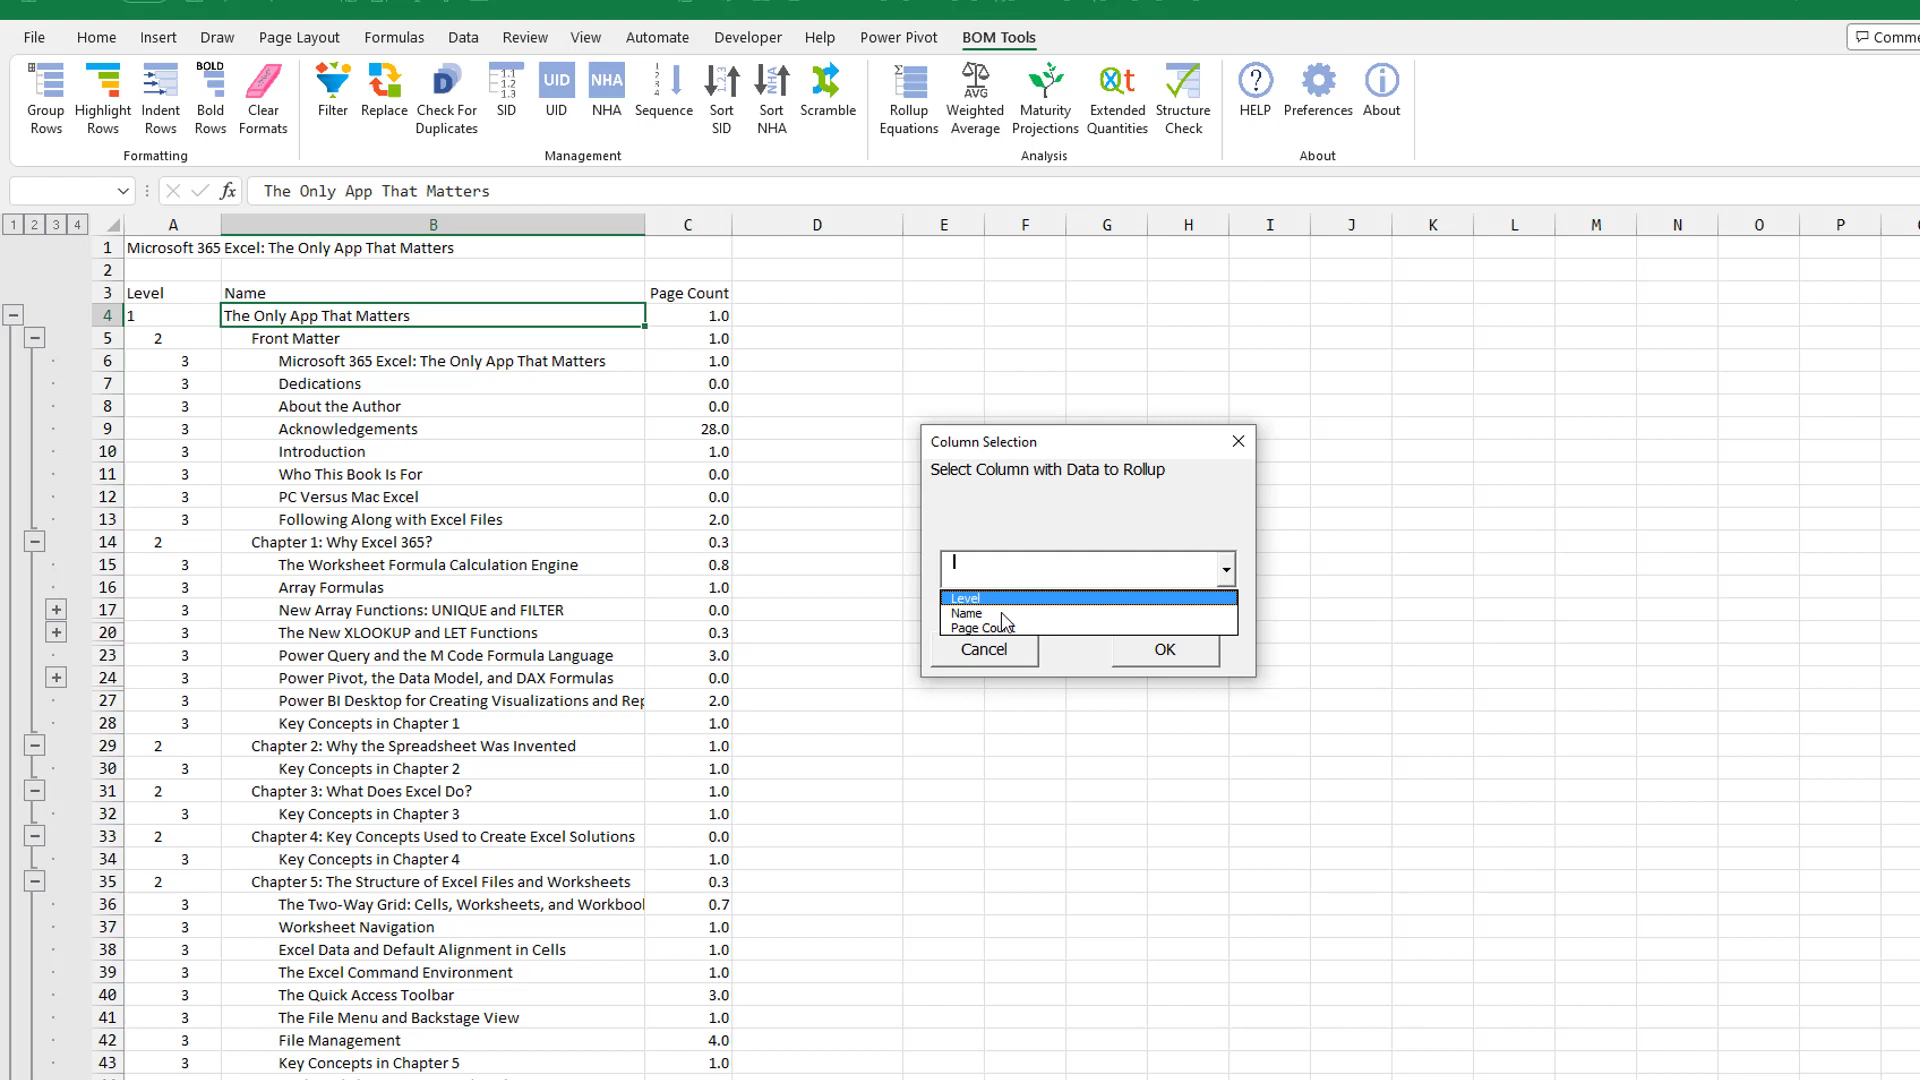 File Home Insert Draw Page Layout Formulas Data Review View Automate Developer Help Power Pivot BOM Tools Comme
BOLD 1.1 1.2 1.3 UID NHA AVG
Group Rows Highlight Rows Indent Rows Bold Rows Clear Formats Filter Replace Check For Duplicates SID UID NHA Sequence Sort SID Sort NHA Scramble Rollup Equations Weighted Average Maturity Projections Extended Quantities Structure Check HELP Preferences About
Formatting Management Analysis About
fx The Only App That Matters
1 2 3 4 A B C D E F G H I J K L M N O P
1 Microsoft 365 Excel: The Only App That Matters
2
3 Level Name Page Count
4 1 The Only App That Matters 1.0
5 2 Front Matter 1.0
6 3 Microsoft 365 Excel: The Only App That Matters 1.0
7 3 Dedications 0.0
8 3 About the Author 0.0
9 3 Acknowledgements 28.0
10 3 Introduction 1.0
11 3 Who This Book Is For 0.0
12 3 PC Versus Mac Excel 0.0
13 3 Following Along with Excel Files 2.0
14 2 Chapter 1: Why Excel 365? 0.3
15 3 The Worksheet Formula Calculation Engine 0.8
16 3 Array Formulas 1.0
17 3 New Array Functions: UNIQUE and FILTER 0.0
20 3 The New XLOOKUP and LET Functions 0.3
23 3 Power Query and the M Code Formula Language 3.0
24 3 Power Pivot, the Data Model, and DAX Formulas 0.0
27 3 Power BI Desktop for Creating Visualizations and Rep 2.0
28 3 Key Concepts in Chapter 1 1.0
29 2 Chapter 2: Why the Spreadsheet Was Invented 1.0
30 3 Key Concepts in Chapter 2 1.0
31 2 Chapter 3: What Does Excel Do? 1.0
32 3 Key Concepts in Chapter 3 1.0
33 2 Chapter 4: Key Concepts Used to Create Excel Solutions 0.0
34 3 Key Concepts in Chapter 4 1.0
35 2 Chapter 5: The Structure of Excel Files and Worksheets 0.3
36 3 The Two-Way Grid: Cells, Worksheets, and Workbool 0.7
37 3 Worksheet Navigation 1.0
38 3 Excel Data and Default Alignment in Cells 1.0
39 3 The Excel Command Environment 1.0
40 3 The Quick Access Toolbar 3.0
41 3 The File Menu and Backstage View 1.0
42 3 File Management 4.0
43 3 Key Concepts in Chapter 5 1.0
Column Selection
Select Column with Data to Rollup
Level
Name
Page Count
Cancel OK